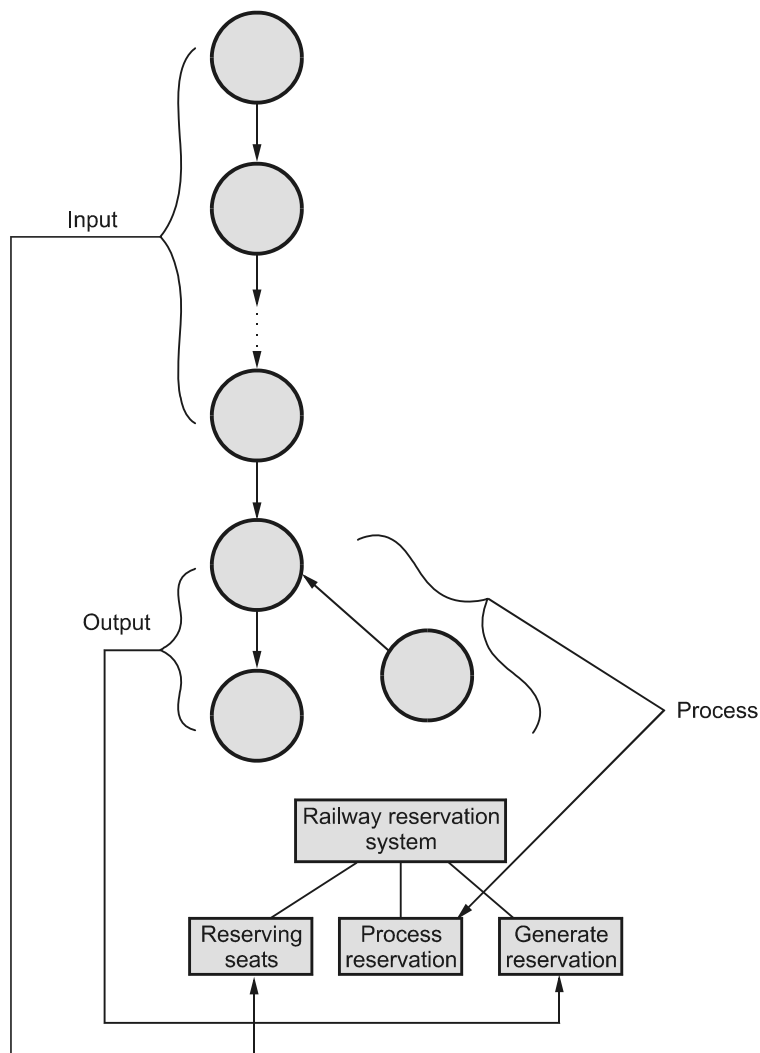 Input
Output
Process
Railway reservation
system
Reserving
seats
Process
reservation
Generate
reservation